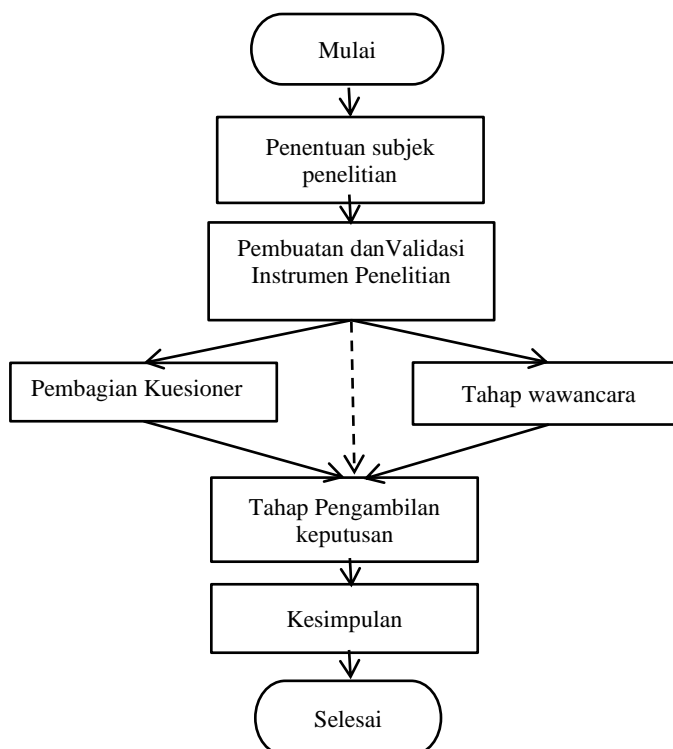 Mulai
Penentuan subjek
penelitian
Pembuatan danValidasi
Instrumen Penelitian
Pembagian Kuesioner
Tahap wawancara
Tahap Pengambilan
keputusan
Kesimpulan
Selesai